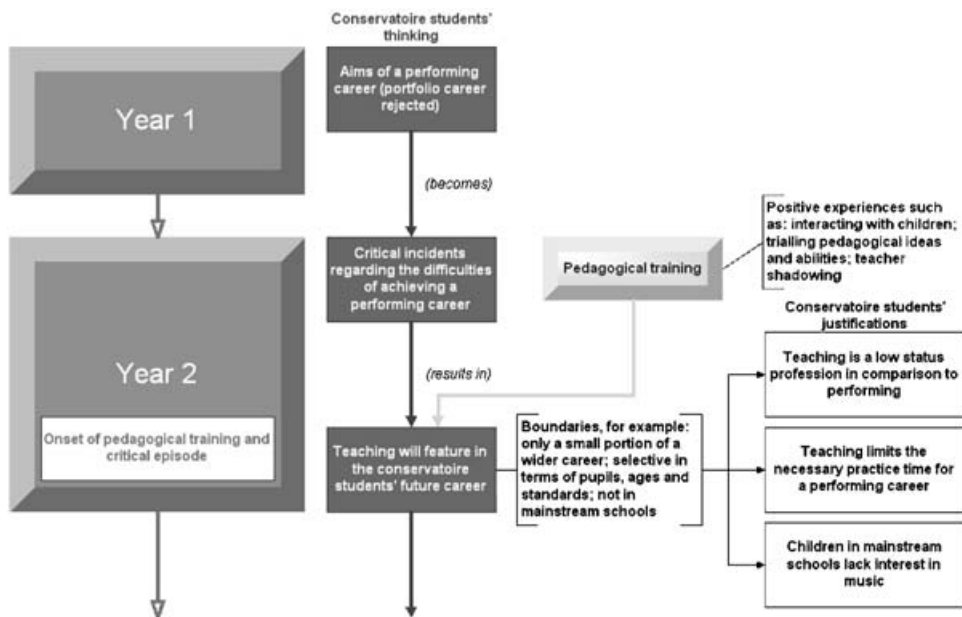 Conservatoire students'
thinking
Year 1
Aims of a performing
career (portfolio career
rejected)
(becomes)
Year 2
Onset of pedagogical training and
critical episode
Critical incidents
regarding the difficulties
of achieving a
performing career
(results in)
Teaching will feature in
the conservatoire
students' future career
Pedagogical training
Positive experiences such
as: interacting with children;
trialling pedagogical ideas
and abilities; teacher
shadowing
Boundaries, for example:
only a small portion of a
wider career; selective in
terms of pupils, ages and
standards; not in
mainstream schools
Conservatoire students'
justifications
Teaching is a low status
profession in comparison to
performing
Teaching limits the
necessary practice time for
a performing career
Children in mainstream
schools lack interest in
music